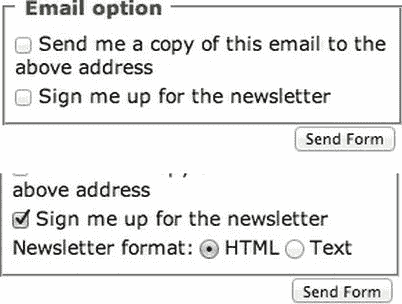 Email option
Send me a copy of this email to the
above address
Sign me up for the newsletter
Send Form
above address
Sign me up for the newsletter
Newsletter format: HTML Text
Send Form